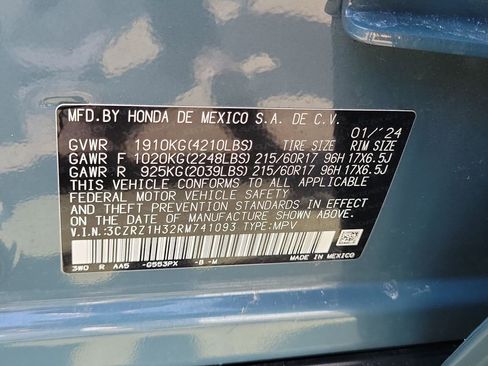 MFD.BY HONDA DE MEXICO S.A. DE C.V.
01/'24
GVWR 1910KG(4210LBS) TIRE SIZE RIM SIZE
GAWR F 1020KG(2248LBS) 215/60R17 96H 17X6.5J
GAWR R 925KG(2039LBS) 215/60R17 96H 17X6.5J
THIS VEHICLE CONFORMS TO ALL APPLICABLE
FEDERAL MOTOR VEHICLE SAFETY
AND THEFT PREVENTION STANDARDS IN EFFECT
ON THE DATE OF MANUFACTURE SHOWN ABOVE.
V.I.N.:3CZRZ1H32RM741093 TYPE:MPV
3W0 R AA5 -G553PX -B -M MADE IN MEXICO